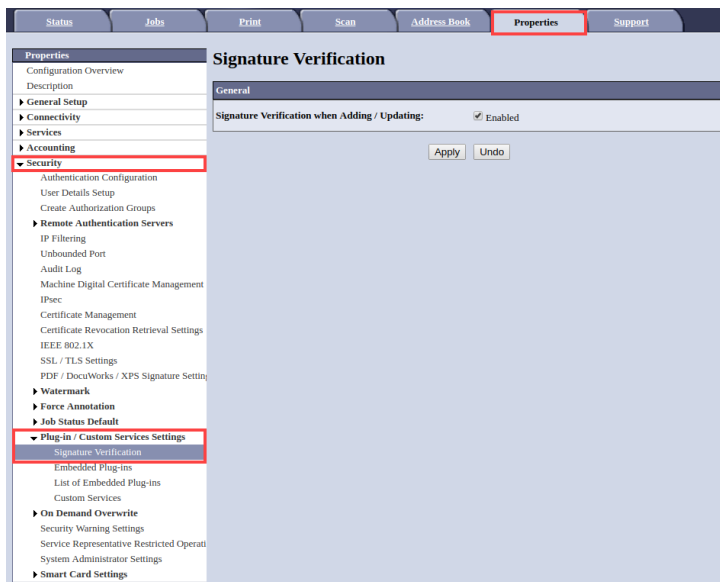 Status Jobs Print Scan Address Book Properties Support
Properties
Configuration Overview
Description
General Setup
Connectivity
Services
Accounting
Security
Authentication Configuration
User Details Setup
Create Authorization Groups
Remote Authentication Servers
IP Filtering
Unbounded Port
Audit Log
Machine Digital Certificate Management
IPsec
Certificate Management
Certificate Revocation Retrieval Settings
IEEE 802.1X
SSL / TLS Settings
PDF / DocuWorks / XPS Signature Setting
Watermark
Force Annotation
Job Status Default
Plug-in / Custom Services Settings
Signature Verification
Embedded Plug-ins
List of Embedded Plug-ins
Custom Services
On Demand Overwrite
Security Warning Settings
Service Representative Restricted Operati
System Administrator Settings
Smart Card Settings
Signature Verification
General
Signature Verification when Adding / Updating: Enabled
Apply Undo